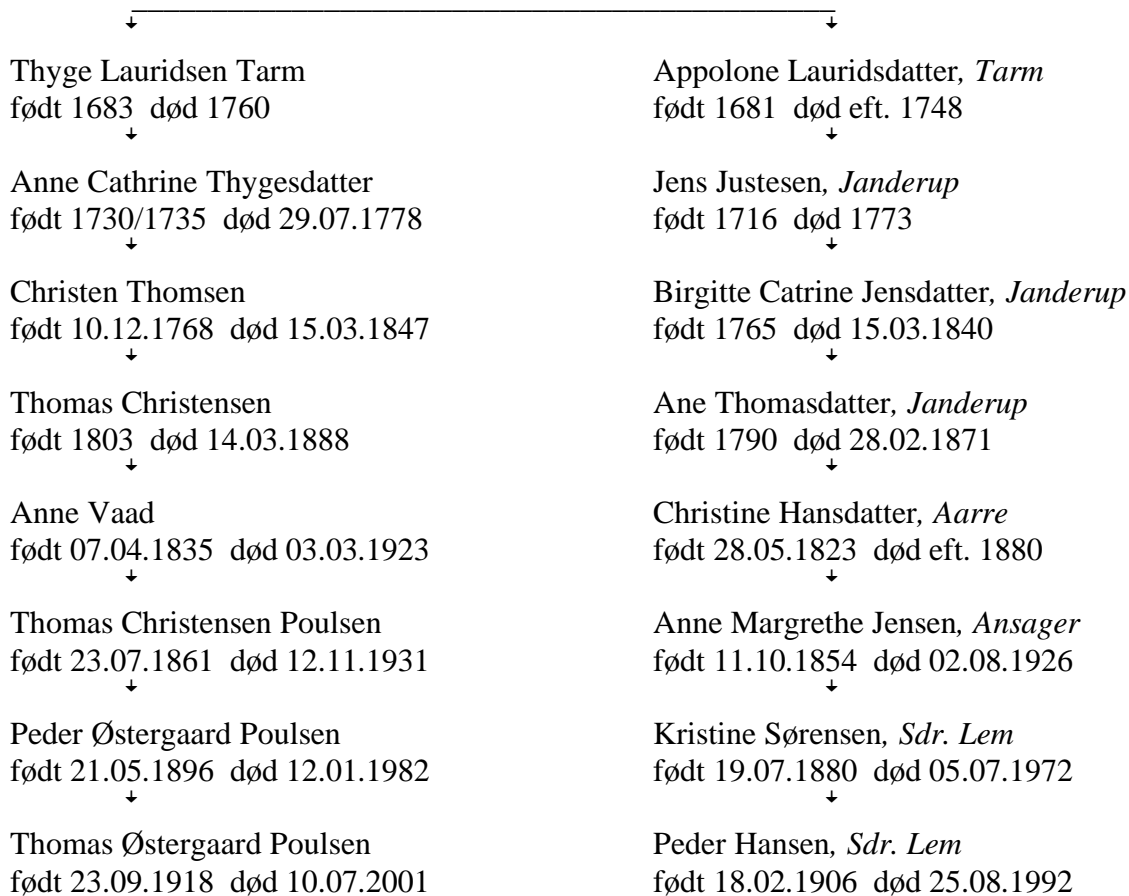 Thyge Lauridsen Tarm
født 1683 død 1760
Anne Cathrine Thygesdatter
født 1730/1735 død 29.07.1778
Christen Thomsen
født 10.12.1768 død 15.03.1847
Thomas Christensen
født 1803 død 14.03.1888
Anne Vaad
født 07.04.1835 død 03.03.1923
Thomas Christensen Poulsen
født 23.07.1861 død 12.11.1931
Peder Østergaard Poulsen
født 21.05.1896 død 12.01.1982
Thomas Østergaard Poulsen
født 23.09.1918 død 10.07.2001
Appolone Lauridsdatter, Tarm
født 1681 død eft. 1748
Jens Justesen, Janderup
født 1716 død 1773
Birgitte Catrine Jensdatter, Janderup
født 1765 død 15.03.1840
Ane Thomasdatter, Janderup
født 1790 død 28.02.1871
Christine Hansdatter, Aarre
født 28.05.1823 død eft. 1880
Anne Margrethe Jensen, Ansager
født 11.10.1854 død 02.08.1926
Kristine Sørensen, Sdr. Lem
født 19.07.1880 død 05.07.1972
Peder Hansen, Sdr. Lem
født 18.02.1906 død 25.08.1992